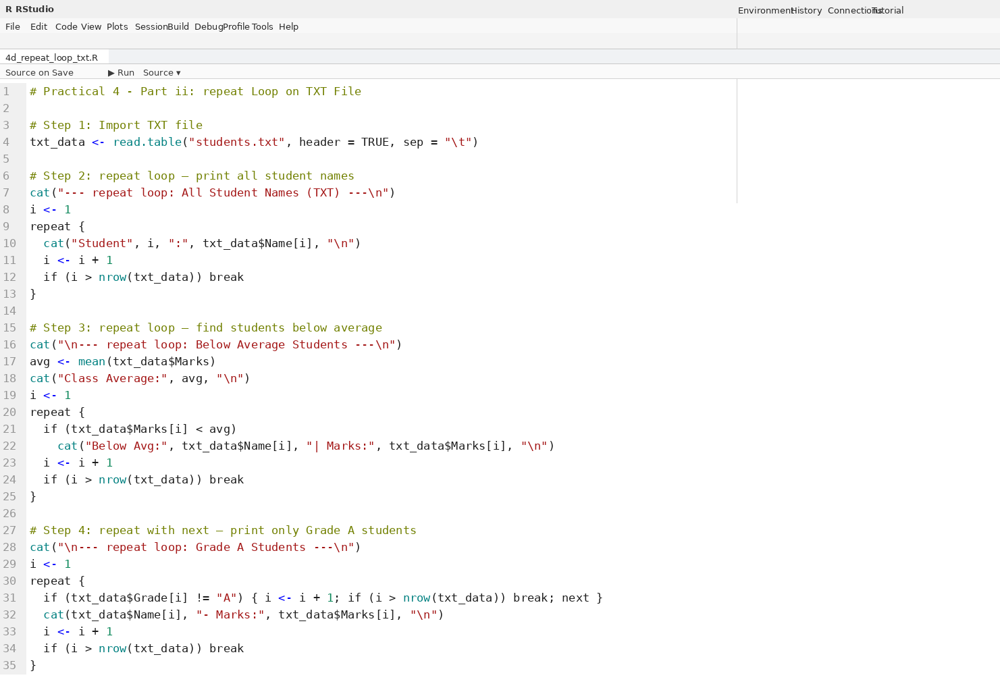 R RStudio
Environment History Connections Tutorial
File Edit Code View Plots Session Build Debug Profile Tools Help
4d_repeat_loop_txt.R
Source on Save ▶ Run Source ▾
1 # Practical 4 - Part ii: repeat Loop on TXT File
2
3 # Step 1: Import TXT file
4 txt_data <- read.table("students.txt", header = TRUE, sep = "\t")
5
6 # Step 2: repeat loop — print all student names
7 cat("--- repeat loop: All Student Names (TXT) ---\n")
8 i <- 1
9 repeat {
10   cat("Student", i, ":", txt_data$Name[i], "\n")
11   i <- i + 1
12   if (i > nrow(txt_data)) break
13 }
14
15 # Step 3: repeat loop — find students below average
16 cat("\n--- repeat loop: Below Average Students ---\n")
17 avg <- mean(txt_data$Marks)
18 cat("Class Average:", avg, "\n")
19 i <- 1
20 repeat {
21   if (txt_data$Marks[i] < avg)
22     cat("Below Avg:", txt_data$Name[i], "| Marks:", txt_data$Marks[i], "\n")
23   i <- i + 1
24   if (i > nrow(txt_data)) break
25 }
26
27 # Step 4: repeat with next — print only Grade A students
28 cat("\n--- repeat loop: Grade A Students ---\n")
29 i <- 1
30 repeat {
31   if (txt_data$Grade[i] != "A") { i <- i + 1; if (i > nrow(txt_data)) break; next }
32   cat(txt_data$Name[i], "- Marks:", txt_data$Marks[i], "\n")
33   i <- i + 1
34   if (i > nrow(txt_data)) break
35 }